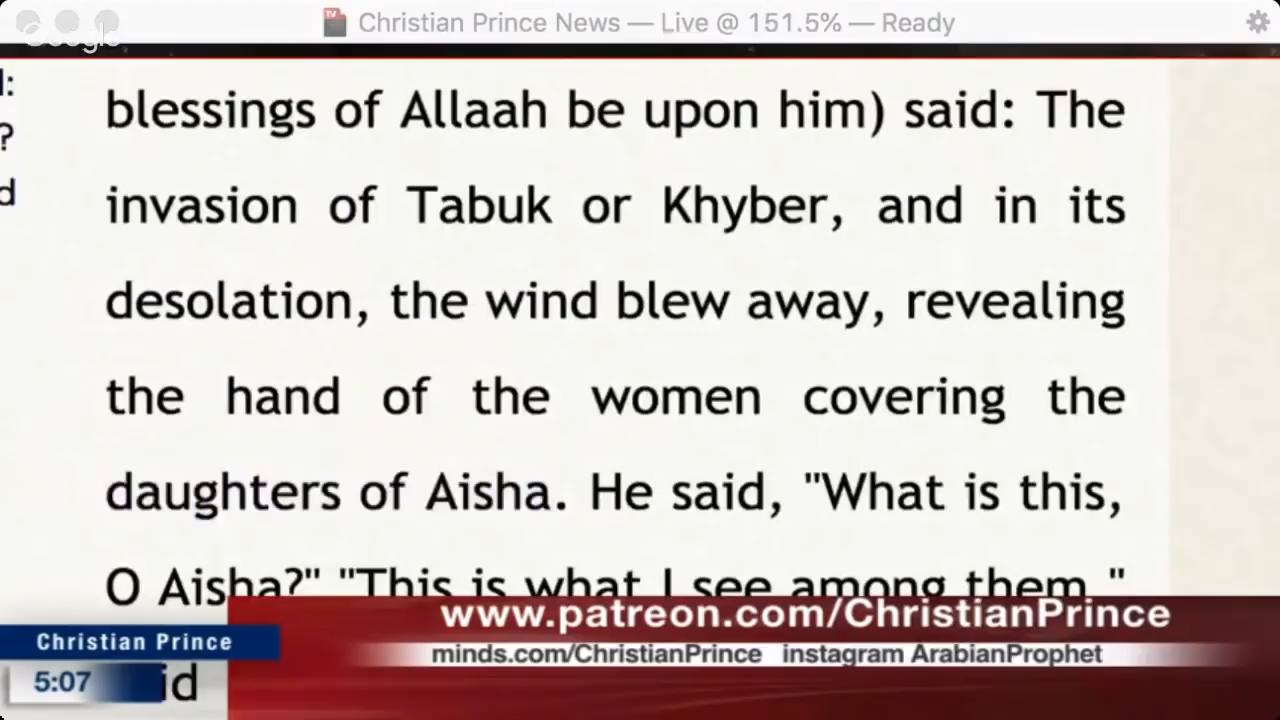 Christian Prince News — Live @ 151.5% — Ready
Google
d:
?
d
blessings of Allaah be upon him) said: The
invasion of Tabuk or Khyber, and in its
desolation, the wind blew away, revealing
the hand of the women covering the
daughters of Aisha. He said, "What is this,
O Aisha?" "This is what I see among them."
id
www.patreon.com/ChristianPrince
minds.com/ChristianPrince instagram ArabianProphet
Christian Prince
5:07